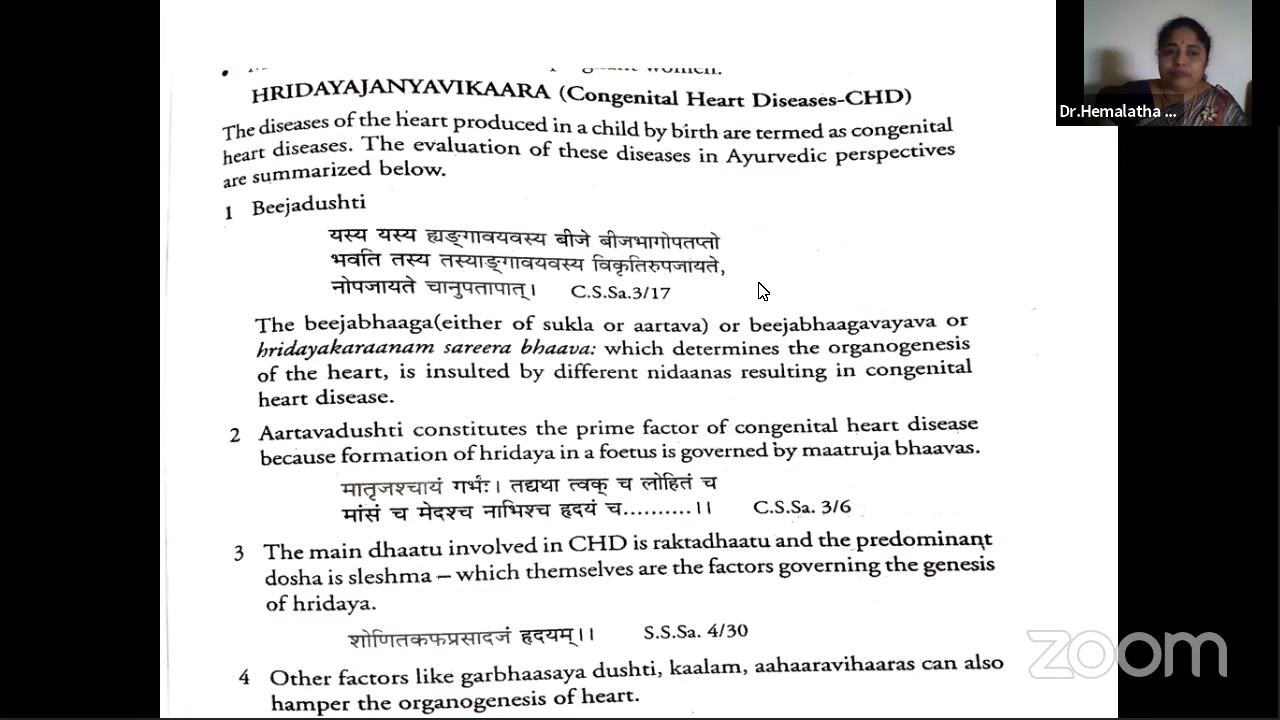 women.
HRIDAYAJANYAVIKAARA (Congenital Heart Diseases-CHD)
The diseases of the heart produced in a child by birth are termed as congenital
heart diseases. The evaluation of these diseases in Ayurvedic perspectives
are summarized below.
1 Beejadushti
यस्य यस्य ह्यङ्गावयवस्य बीजे बीजभागोपतप्तो
भवति तस्य तस्याङ्गावयवस्य विकृतिरुपजायते,
नोपजायते चानुपतापात्। C.S.Sa.3/17
The beejabhaaga(either of sukla or aartava) or beejabhaagavayava or
hridayakaraanam sareera bhaava: which determines the organogenesis
of the heart, is insulted by different nidaanas resulting in congenital
heart disease.
2 Aartavadushti constitutes the prime factor of congenital heart disease
because formation of hridaya in a foetus is governed by maatruja bhaavas.
मातृजश्चायं गर्भः। तद्यथा त्वक् च लोहितं च
मांसं च मेदश्च नाभिश्च हृदयं च..........।। C.S.Sa. 3/6
3 The main dhaatu involved in CHD is raktadhaatu and the predominant
dosha is sleshma – which themselves are the factors governing the genesis
of hridaya.
शोणितकफप्रसादजं हृदयम्।। S.S.Sa. 4/30
4 Other factors like garbhaasaya dushti, kaalam, aahaaravihaaras can also
hamper the organogenesis of heart.
Dr.Hemalatha ...
zoom